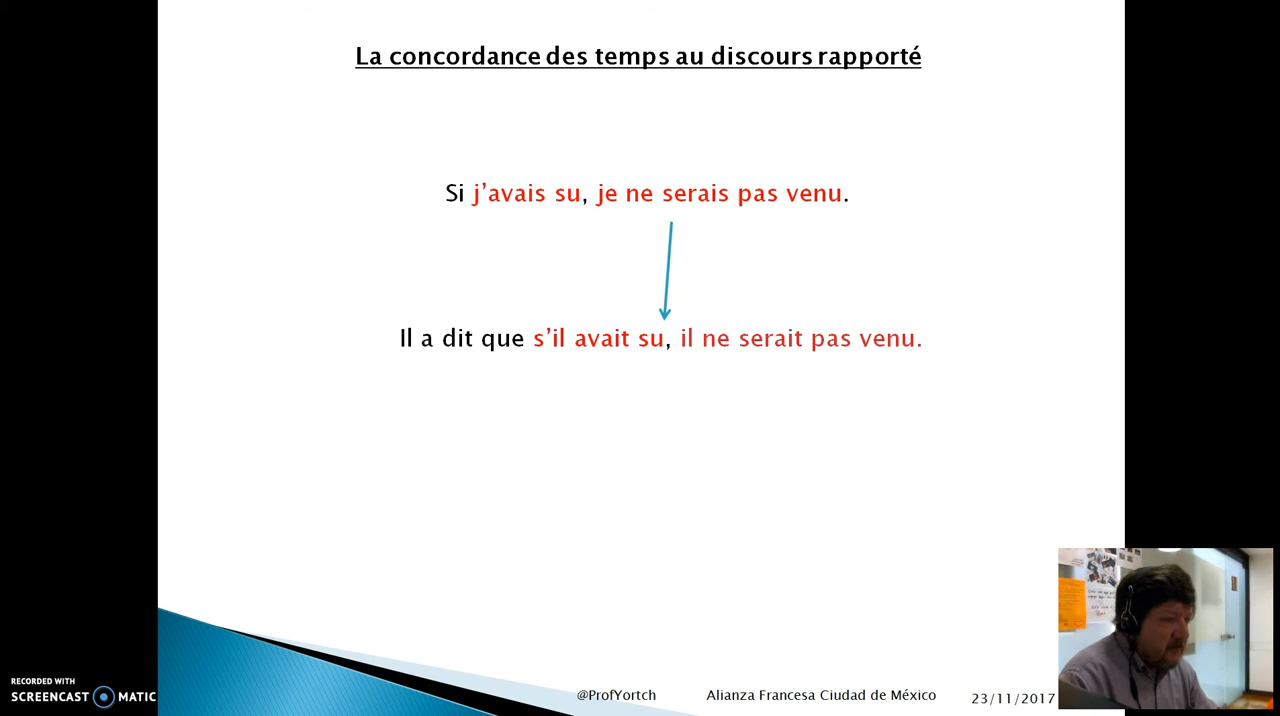 La concordance des temps au discours rapporté
Si j’avais su, je ne serais pas venu.
Il a dit que s’il avait su, il ne serait pas venu.
RECORDED WITH
SCREENCAST MATIC
@ProfYortch Alianza Francesa Ciudad de México 23/11/2017